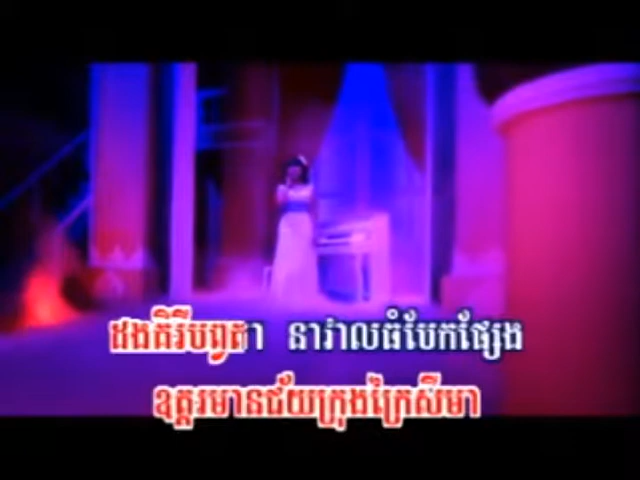 ដងគិរីបព្វតា នាវាលធំបែកផ្សែង
ឧត្តរមានជ័យក្រុងក្រៃសីមា